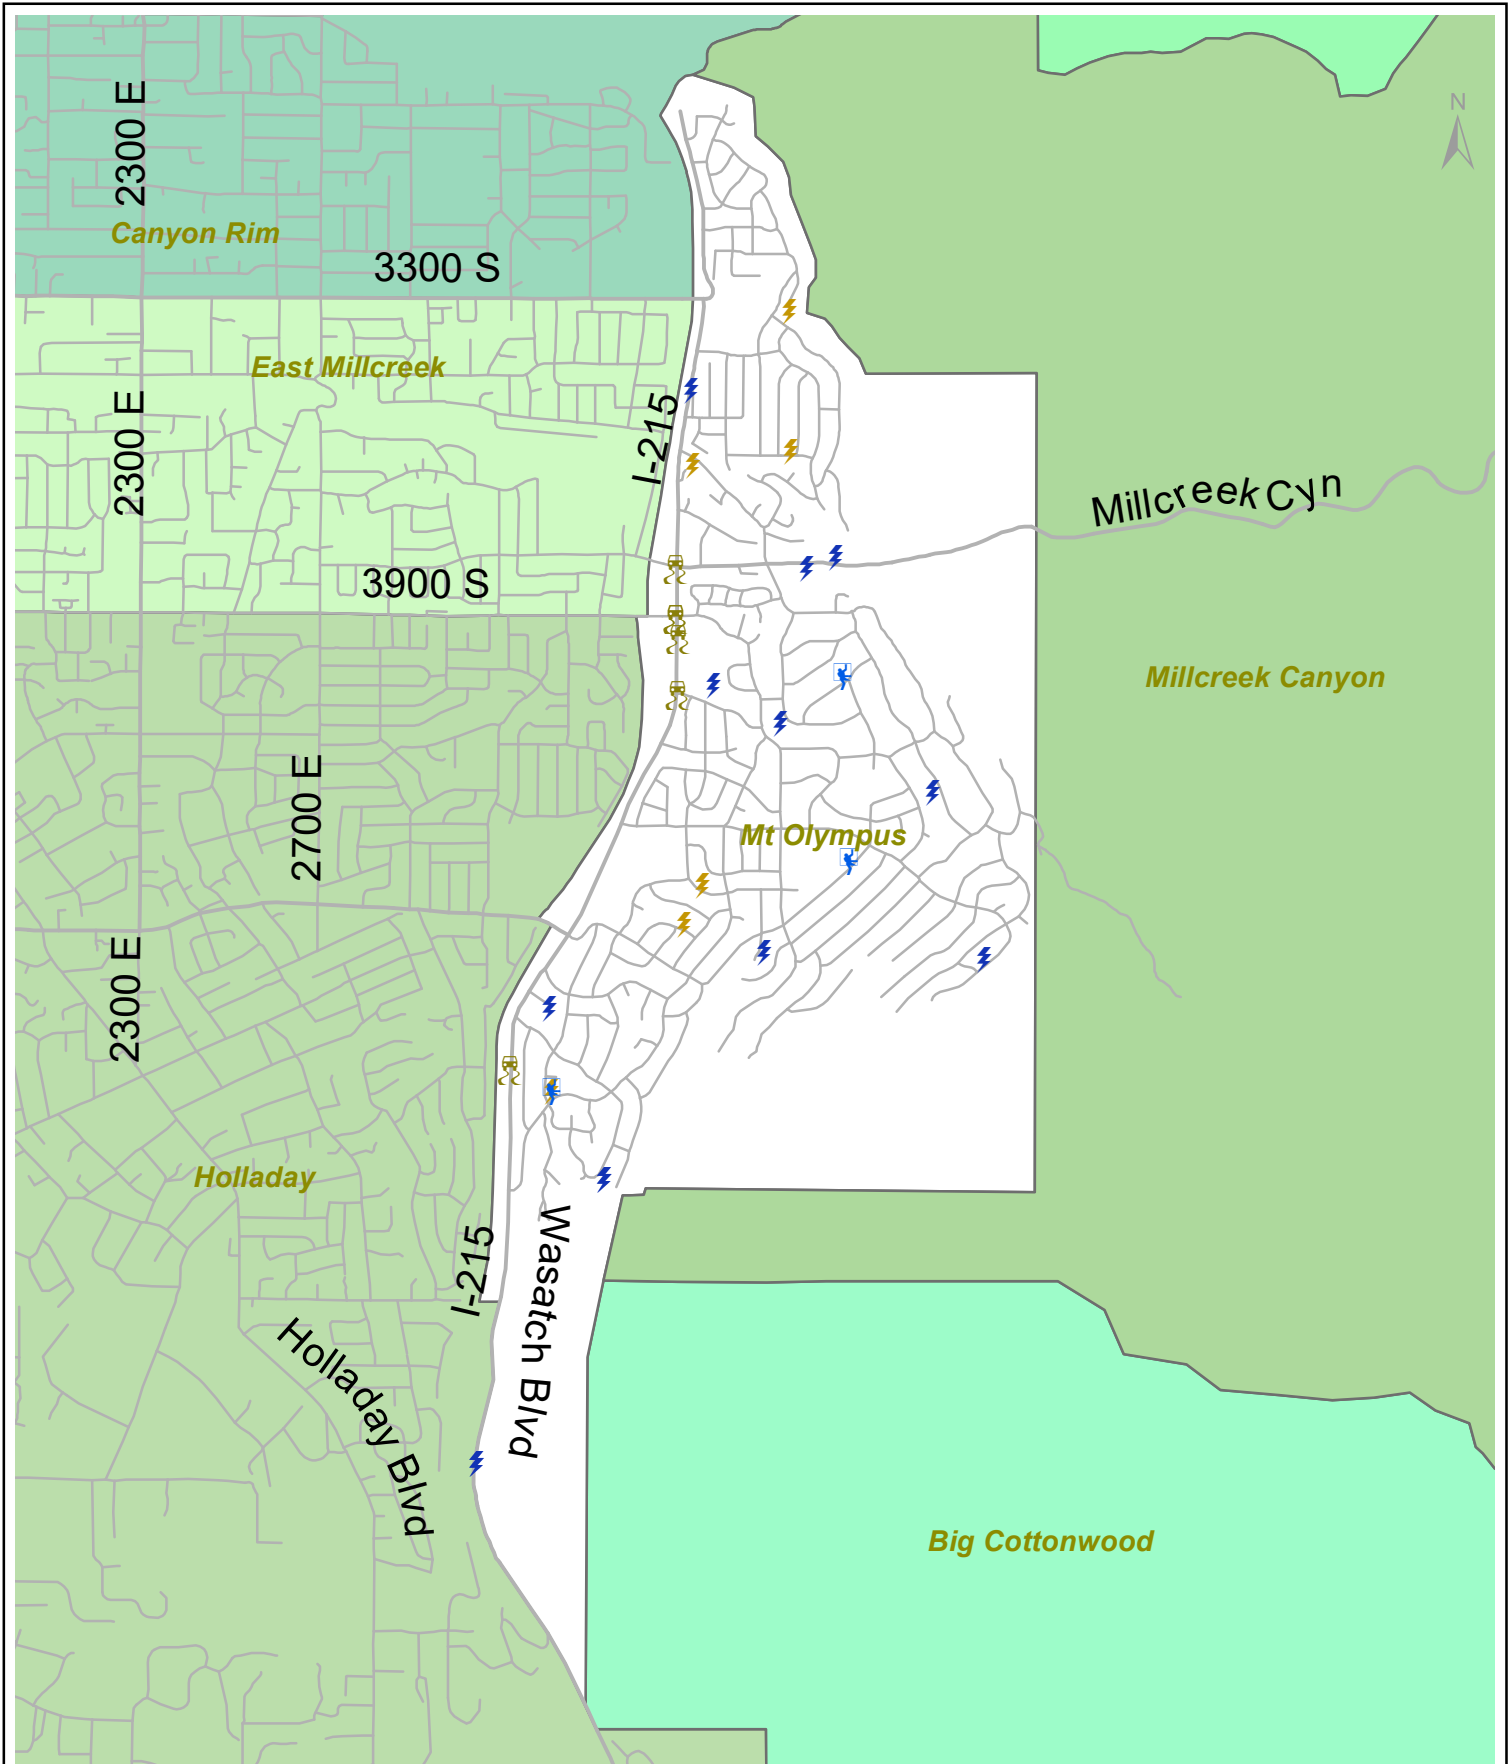 N
2300 E
Canyon Rim
3300 S
East Millcreek
2300 E
I-215
Millcreek Cyn
3900 S
Millcreek Canyon
2700 E
Mt Olympus
2300 E
Holladay
I-215
Wasatch Blvd
Holladay Blvd
Big Cottonwood